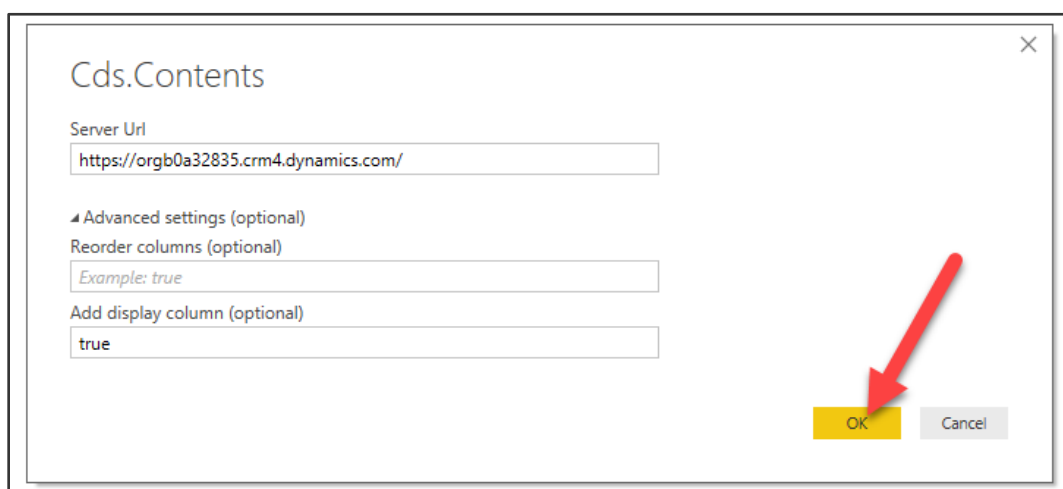 Cds.Contents
Server Url
https://orgb0a32835.crm4.dynamics.com/
Advanced settings (optional)
Reorder columns (optional)
Example: true
Add display column (optional)
true
OK Cancel